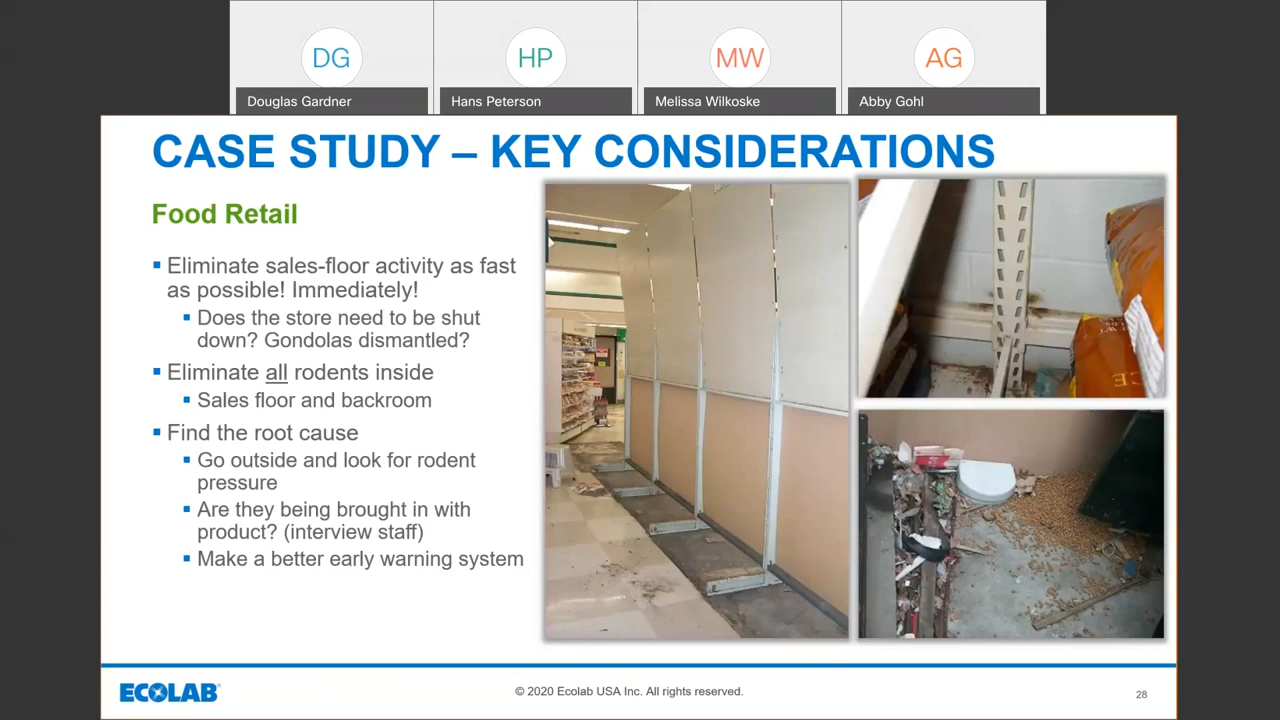 DG
HP
MW
AG
Douglas Gardner
Hans Peterson
Melissa Wilkoske
Abby Gohl
CASE STUDY – KEY CONSIDERATIONS
Food Retail
Eliminate sales-floor activity as fast
as possible! Immediately!
Does the store need to be shut
down? Gondolas dismantled?
Eliminate all rodents inside
Sales floor and backroom
Find the root cause
Go outside and look for rodent
pressure
Are they being brought in with
product? (interview staff)
Make a better early warning system
ECOLAB®
© 2020 Ecolab USA Inc. All rights reserved.
28